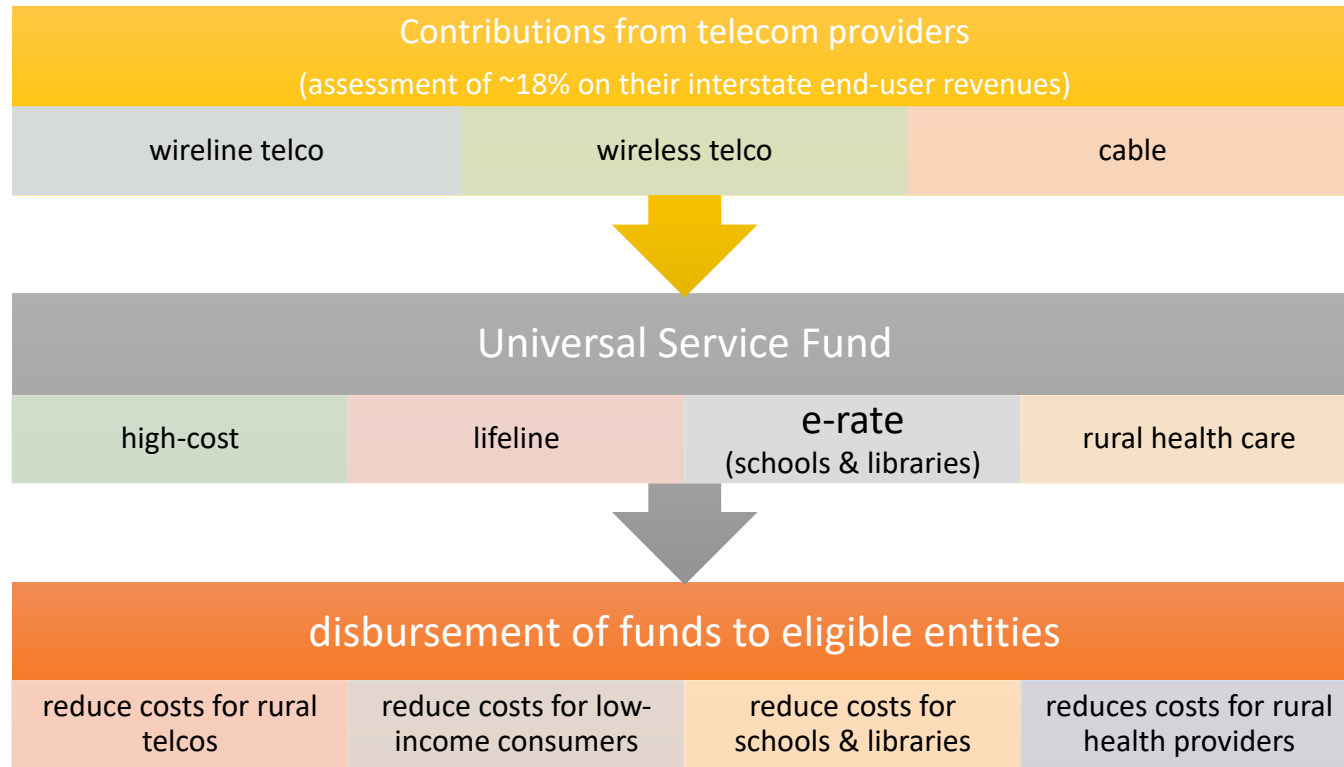 Contributions from telecom providers
(assessment of ~18% on their interstate end-user revenues)
wireline telco
wireless telco
cable
Universal Service Fund
high-cost
lifeline
e-rate
(schools & libraries)
rural health care
disbursement of funds to eligible entities
reduce costs for rural
telcos
reduce costs for low-
income consumers
reduce costs for
schools & libraries
reduces costs for rural
health providers